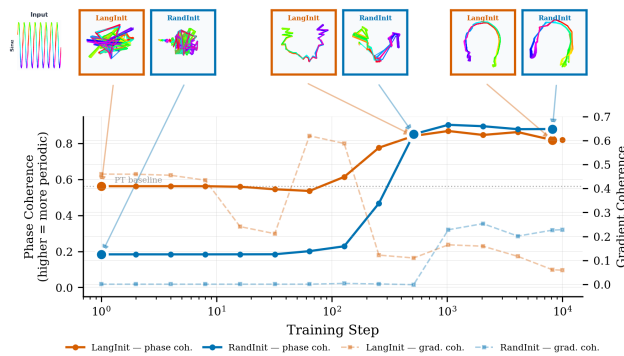 Input
LangInit
RandInit
LangInit
RandInit
LangInit
RandInit
Sine
Phase Coherence
(higher = more periodic)
0.8
0.6
0.4
0.2
0.0
PT baseline
0.7
0.6
0.5
0.4
0.3
0.2
0.1
0.0
Gradient Coherence
10⁰
10¹
10²
10³
10⁴
Training Step
LangInit — phase coh.
RandInit — phase coh.
LangInit — grad. coh.
RandInit — grad. coh.